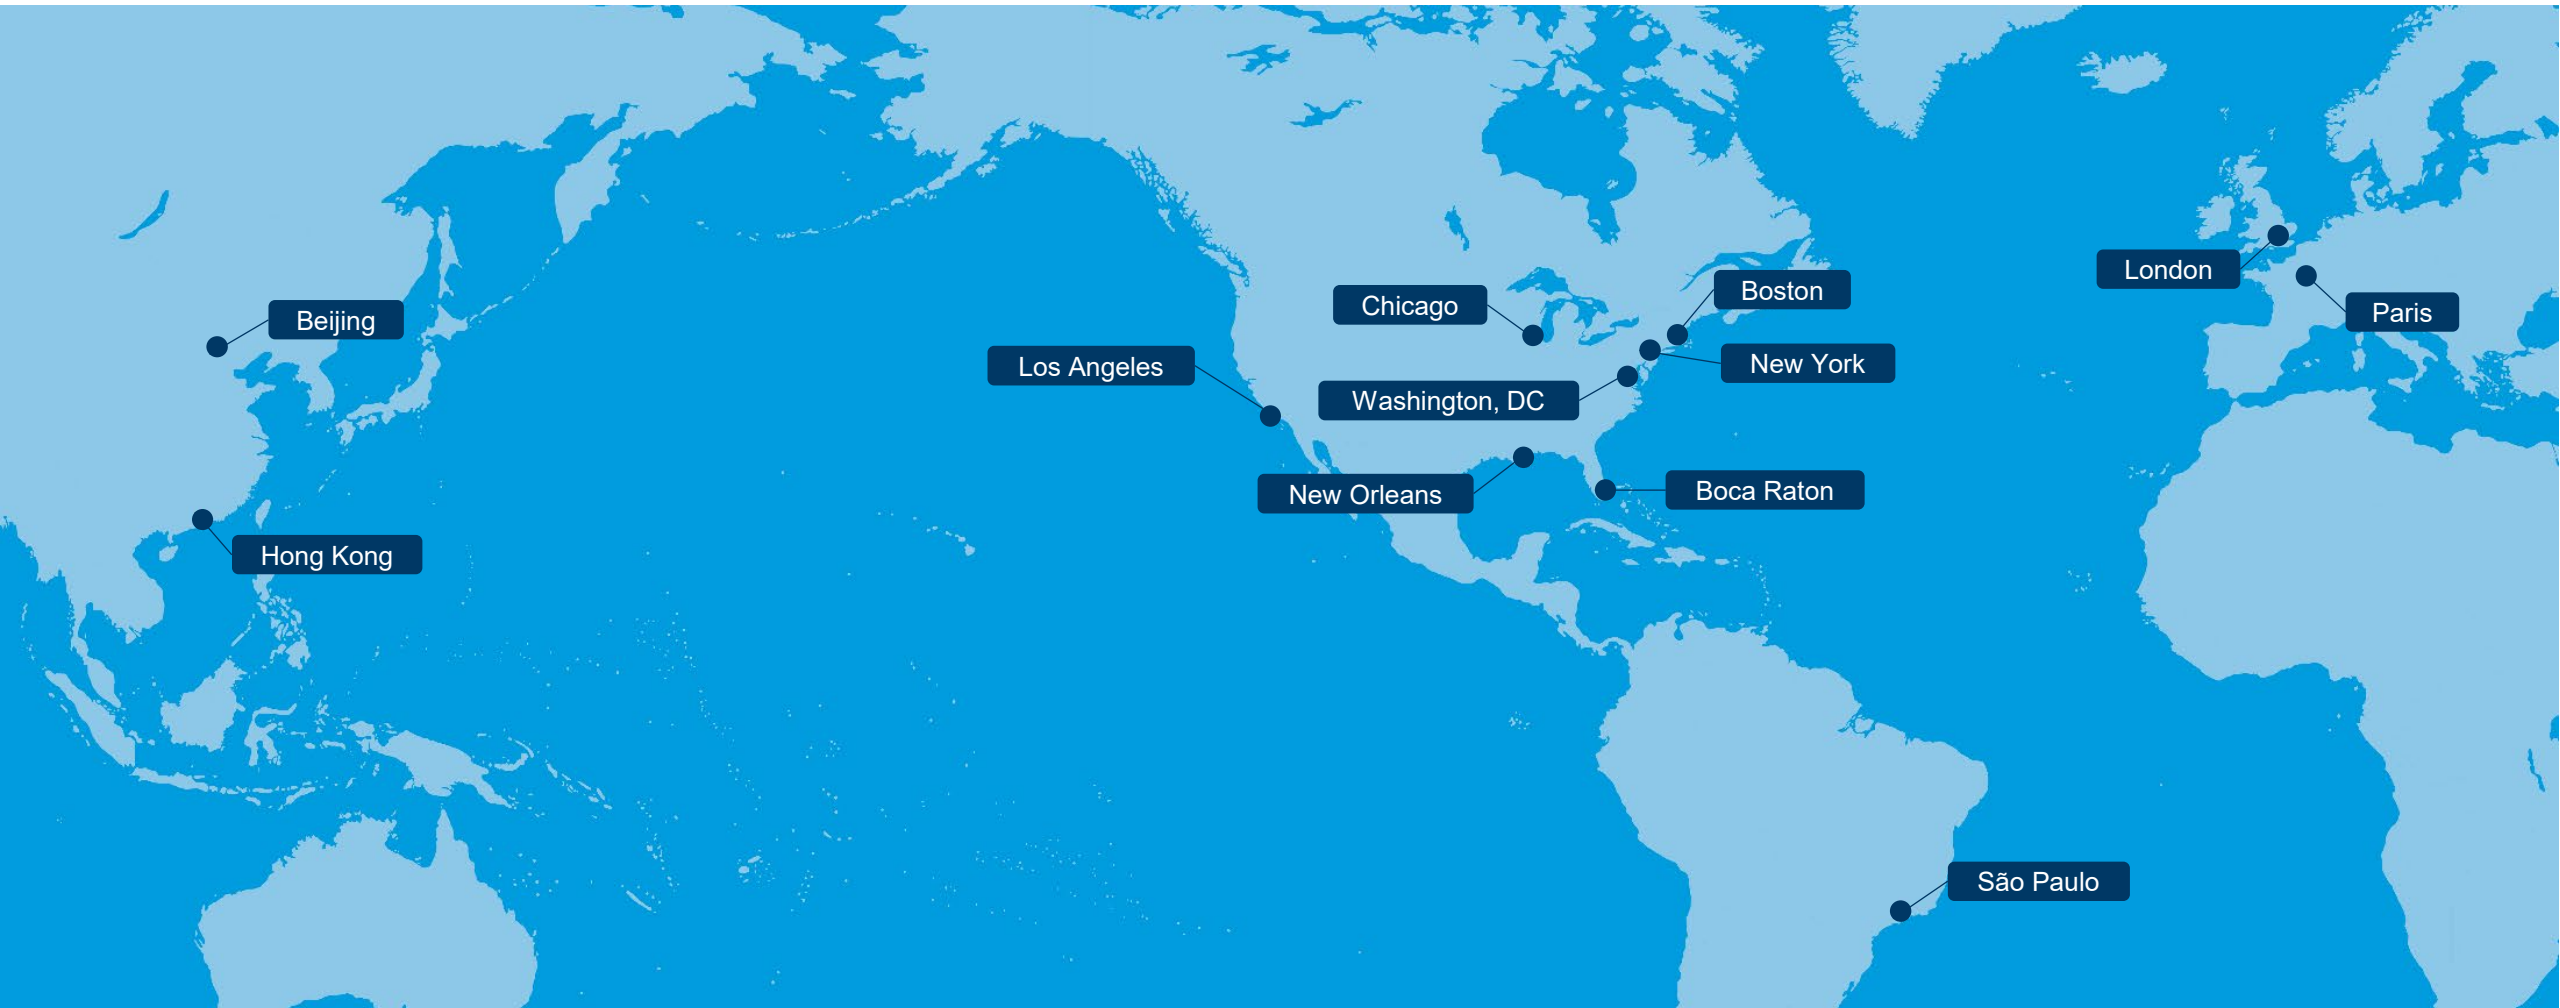 London
Boston
Chicago
Paris
Beijing
New York
Los Angeles
Washington, DC
Boca Raton
New Orleans
Hong Kong
São Paulo